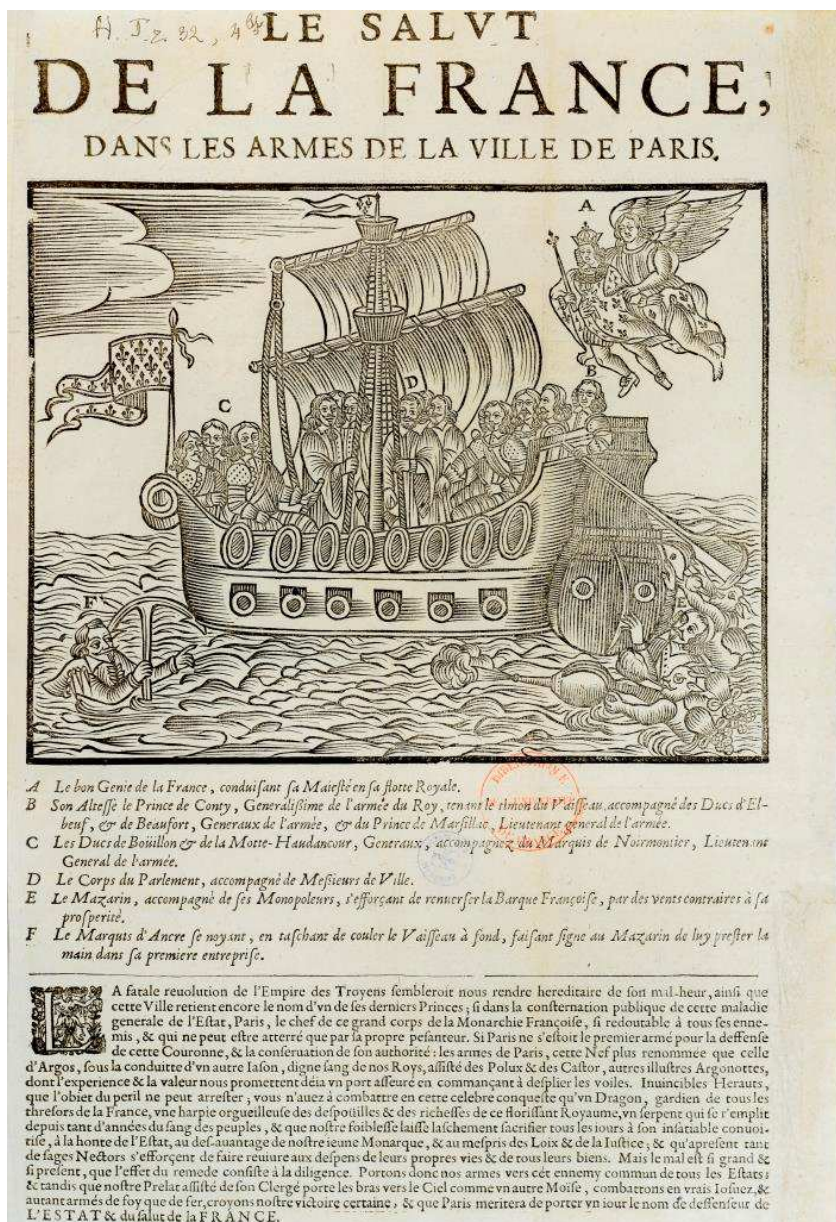 H. T. z. 32, 4°
LE SALVT
DE LA FRANCE,
DANS LES ARMES DE LA VILLE DE PARIS.
A
B
D
C
F
A Le bon Genie de la France, conduisant sa Maiesté en sa flotte Royale.
B Son Altesse le Prince de Conty, Generalissime de l'armée du Roy, tenant le timon du Vaisseau, accompagné des Ducs d'El-
beuf, & de Beaufort, Generaux de l'armée, & du Prince de Marsillac, Lieutenant general de l'armée.
C Les Ducs de Boüillon & de la Motte-Haudancour, Generaux, accompagnez du Marquis de Noirmontier, Lieutenant
General de l'armée.
D Le Corps du Parlement, accompagné de Messieurs de Ville.
E Le Mazarin, accompagné de ses Monopoleurs, s'efforçant de renuerser la Barque Françoise, par des vents contraires à sa
prosperité.
F Le Marquis d'Ancre se noyant, en taschant de couler le Vaisseau à fond, faisant signe au Mazarin de luy prester la
main dans sa premiere entreprise.
LA fatale reuolution de l'Empire des Troyens sembleroit nous rendre hereditaire de son mal-heur, ainsi que
cette Ville retient encore le nom d'vn de ses derniers Princes; si dans la consternation publique de cette maladie
generale de l'Estat, Paris, le chef de ce grand corps de la Monarchie Françoise, si redoutable à tous ses enne-
mis, & qui ne peut estre atterré que par sa propre pesanteur. Si Paris ne s'estoit le premier armé pour la deffense
de cette Couronne, & la conseruation de son authorité: les armes de Paris, cette Nef plus renommée que celle
d'Argos, sous la conduitte d'vn autre Iason, digne sang de nos Roys, assisté des Polux & des Castor, autres illustres Argonottes,
dont l'experience & la valeur nous promettent déia vn port asseuré en commançant à desplier les voiles. Inuincibles Herauts,
que l'obiet du peril ne peut arrester, vous n'auez à combattre en cette celebre conqueste qu'vn Dragon, gardien de tous les
thresors de la France, vne harpie orgueilleuse des despoüilles & des richesses de ce florissant Royaume, vn serpent qui se r'emplit
depuis tant d'années du sang des peuples, & que nostre foiblesse laisse laschement sacrifier tous les iours à son insatiable conuoi-
tise, à la honte de l'Estat, au des-auantage de nostre ieune Monarque, & au mespris des Loix & de la Iustice; & qu'apresent tant
de sages Nestors s'efforcent de faire reuiure aux despens de leurs propres vies & de tous leurs biens. Mais le mal est si grand &
si present, que l'effet du remede consiste à la diligence. Portons donc nos armes vers cét ennemy commun de tous les Estats;
& tandis que nostre Prelat assisté de son Clergé porte les bras vers le Ciel comme vn autre Moïse, combattons en vrais Iosuez, &
autant armés de foy que de fer, croyons nostre victoire certaine, & que Paris meritera de porter vn iour le nom de deffenseur de
L'ESTAT & du salut de la FRANCE.